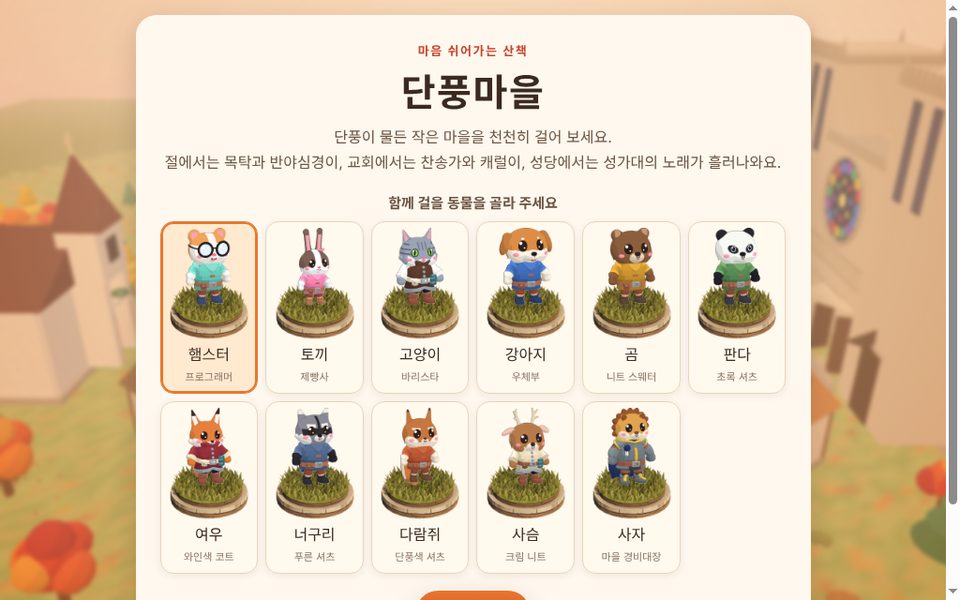 마음 쉬어가는 산책
단풍마을
단풍이 물든 작은 마을을 천천히 걸어 보세요.
절에서는 목탁과 반야심경이, 교회에서는 찬송가와 캐럴이, 성당에서는 성가대의 노래가 흘러나와요.
함께 걸을 동물을 골라 주세요
햄스터
프로그래머
토끼
제빵사
고양이
바리스타
강아지
우체부
곰
니트 스웨터
판다
초록 셔츠
여우
와인색 코트
너구리
푸른 셔츠
다람쥐
단풍색 셔츠
사슴
크림 니트
사자
마을 경비대장